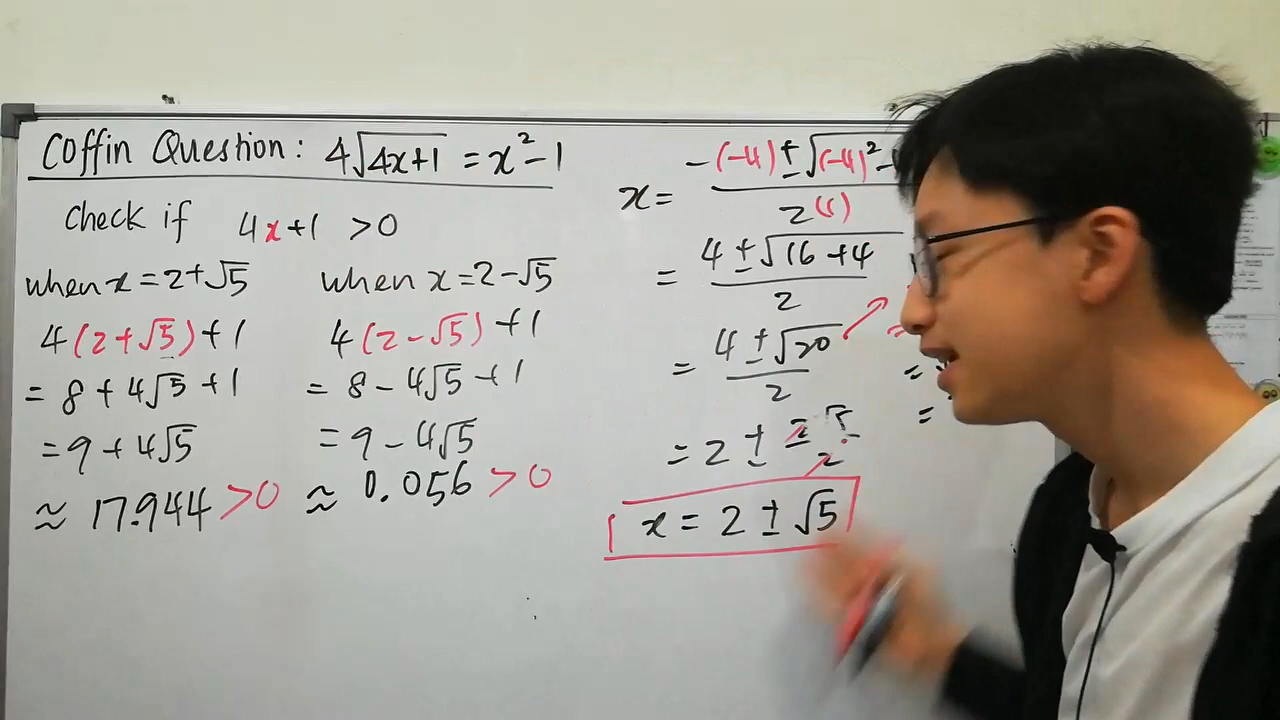 Coffin Question: 4√4x+1 = x² - 1
check if 4x+1 > 0
when x = 2+√5
4(2+√5)+1
= 8+4√5+1
= 9+4√5
≈ 17.944 > 0
when x = 2-√5
4(2-√5)+1
= 8-4√5+1
= 9-4√5
≈ 0.056 > 0
x = -(-4) ± √(-4)² -
2(1)
= 4 ± √16+4
2
= 4 ± √20
2
= 2 ±
x = 2 ± √5